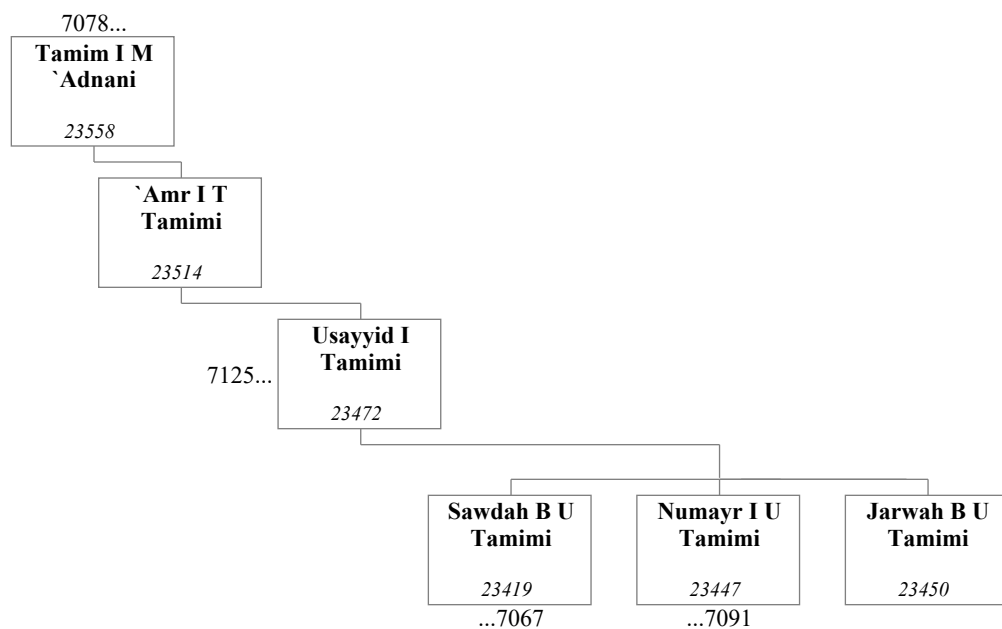 7078...
Tamim I M
`Adnani
23558
`Amr I T
Tamimi
23514
7125...
Usayyid I
Tamimi
23472
Sawdah B U
Tamimi
23419
...7067
Numayr I U
Tamimi
23447
...7091
Jarwah B U
Tamimi
23450